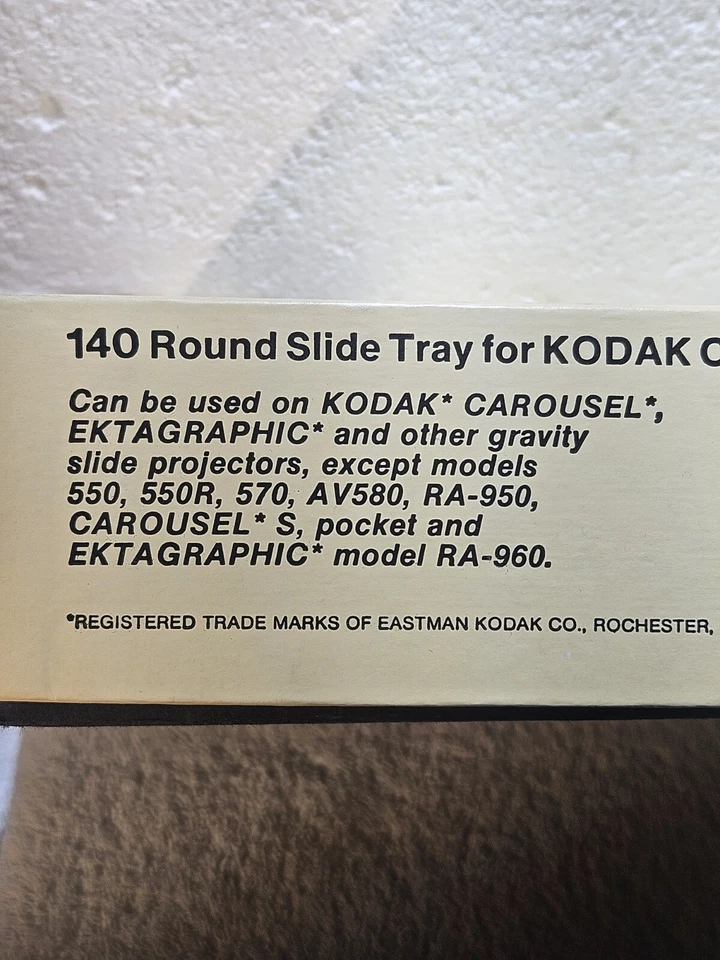 140 Round Slide Tray for KODAK
Can be used on KODAK* CAROUSEL*,
EKTAGRAPHIC* and other gravity
slide projectors, except models
550, 550R, 570, AV580, RA-950,
CAROUSEL* S, pocket and
EKTAGRAPHIC* model RA-960.
*REGISTERED TRADE MARKS OF EASTMAN KODAK CO., ROCHESTER,